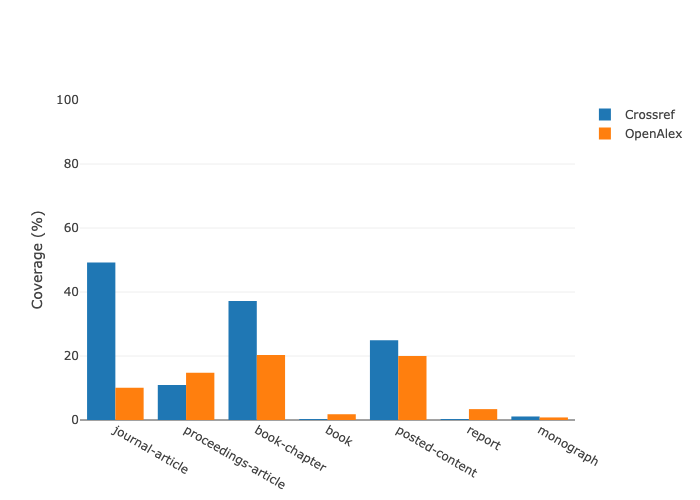 100
80
60
40
20
0
Coverage (%)
journal-article
proceedings-article
book-chapter
book
posted-content
report
monograph
Crossref
OpenAlex